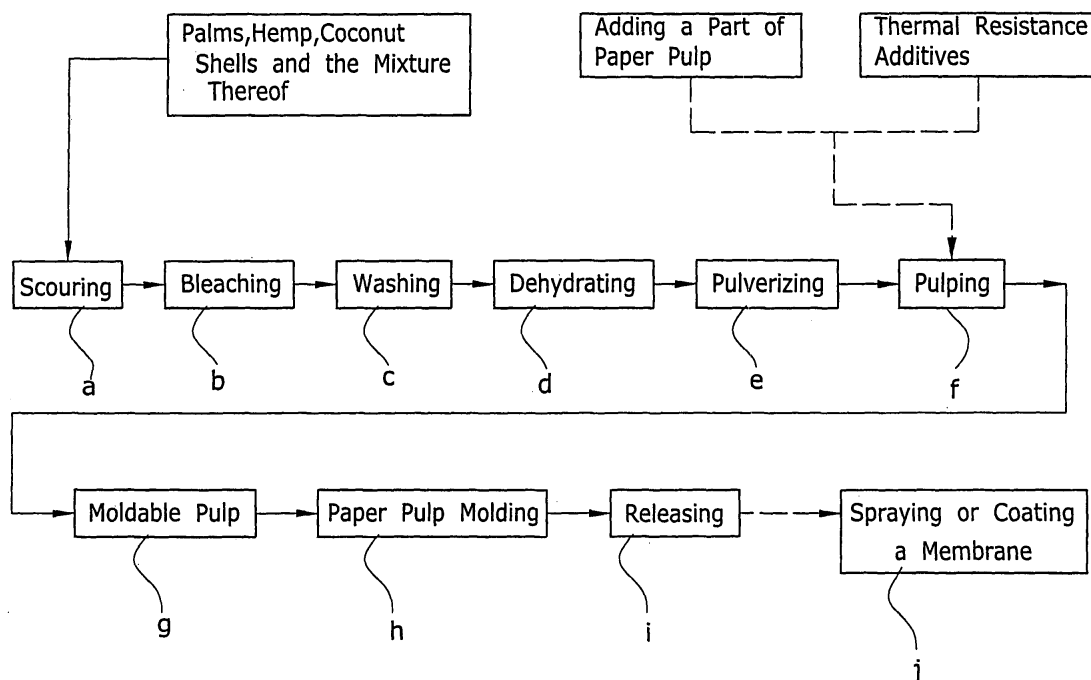 Palms,Hemp,Coconut
Shells and the Mixture
Thereof
Adding a Part of
Paper Pulp
Thermal Resistance
Additives
Scouring
Bleaching
Washing
Dehydrating
Pulverizing
Pulping
a
b
c
d
e
f
Moldable Pulp
Paper Pulp Molding
Releasing
Spraying or Coating
a Membrane
g
h
i
j